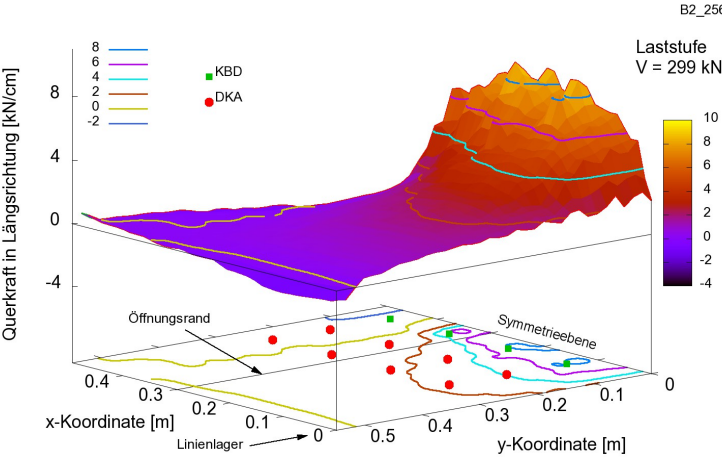 B2_256
Laststufe
V = 299 kN
8
6
4
2
0
-2
KBD
DKA
Querkraft in Längsrichtung [kN/cm]
8
4
0
-4
10
8
6
4
2
0
-2
-4
Öffnungsrand
Symmetrieebene
Linienlager
0.4
0.3
0.2
0.1
0
x-Koordinate [m]
0.5
0.4
0.3
0.2
0.1
0
y-Koordinate [m]